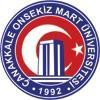 ÇANAKKALE ONSEKİZ MART ÜNİVERSİTESİ
• 1992 •